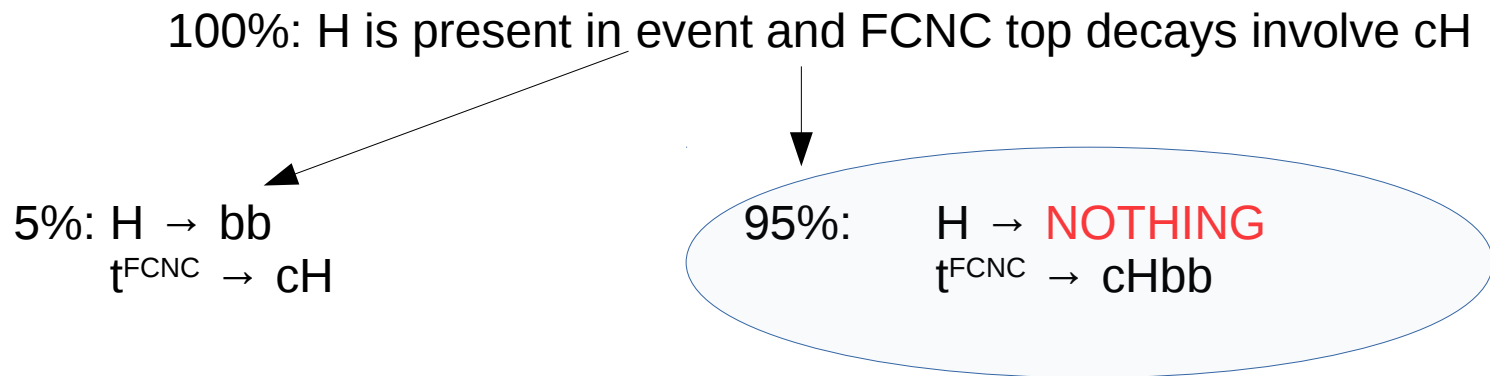 100%: H is present in event and FCNC top decays involve cH
5%: H → bb
t^FCNC → cH
95%: H → NOTHING
t^FCNC → cHbb